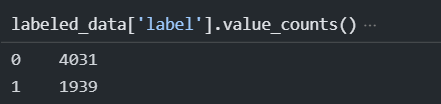 labeled_data['label'].value_counts() ...
0    4031
1    1939